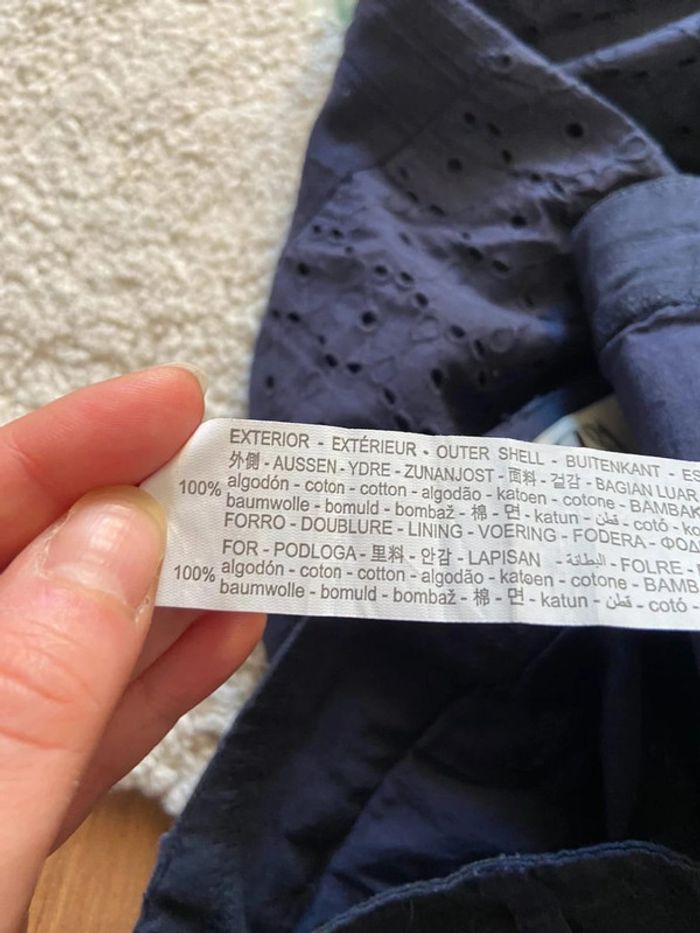 EXTERIOR - EXTÉRIEUR - OUTER SHELL - BUITENKANT - ES
外側 - AUSSEN - YDRE - ZUNANJOST - 面料 - 겉감 - BAGIAN LUAR
100% algodón - coton - cotton - algodão - katoen - cotone - BAMBAK
baumwolle - bomuld - bombaž - 棉 - 면 - katun - قطن - cotó - ko
FORRO - DOUBLURE - LINING - VOERING - FODERA - ΦΟΔ
FOR - PODLOGA - 里料 - 안감 - LAPISAN - البطانة - FOLRE -
100% algodón - coton - cotton - algodão - katoen - cotone - BAMB
baumwolle - bomuld - bombaž - 棉 - 면 - katun - قطن - cotó